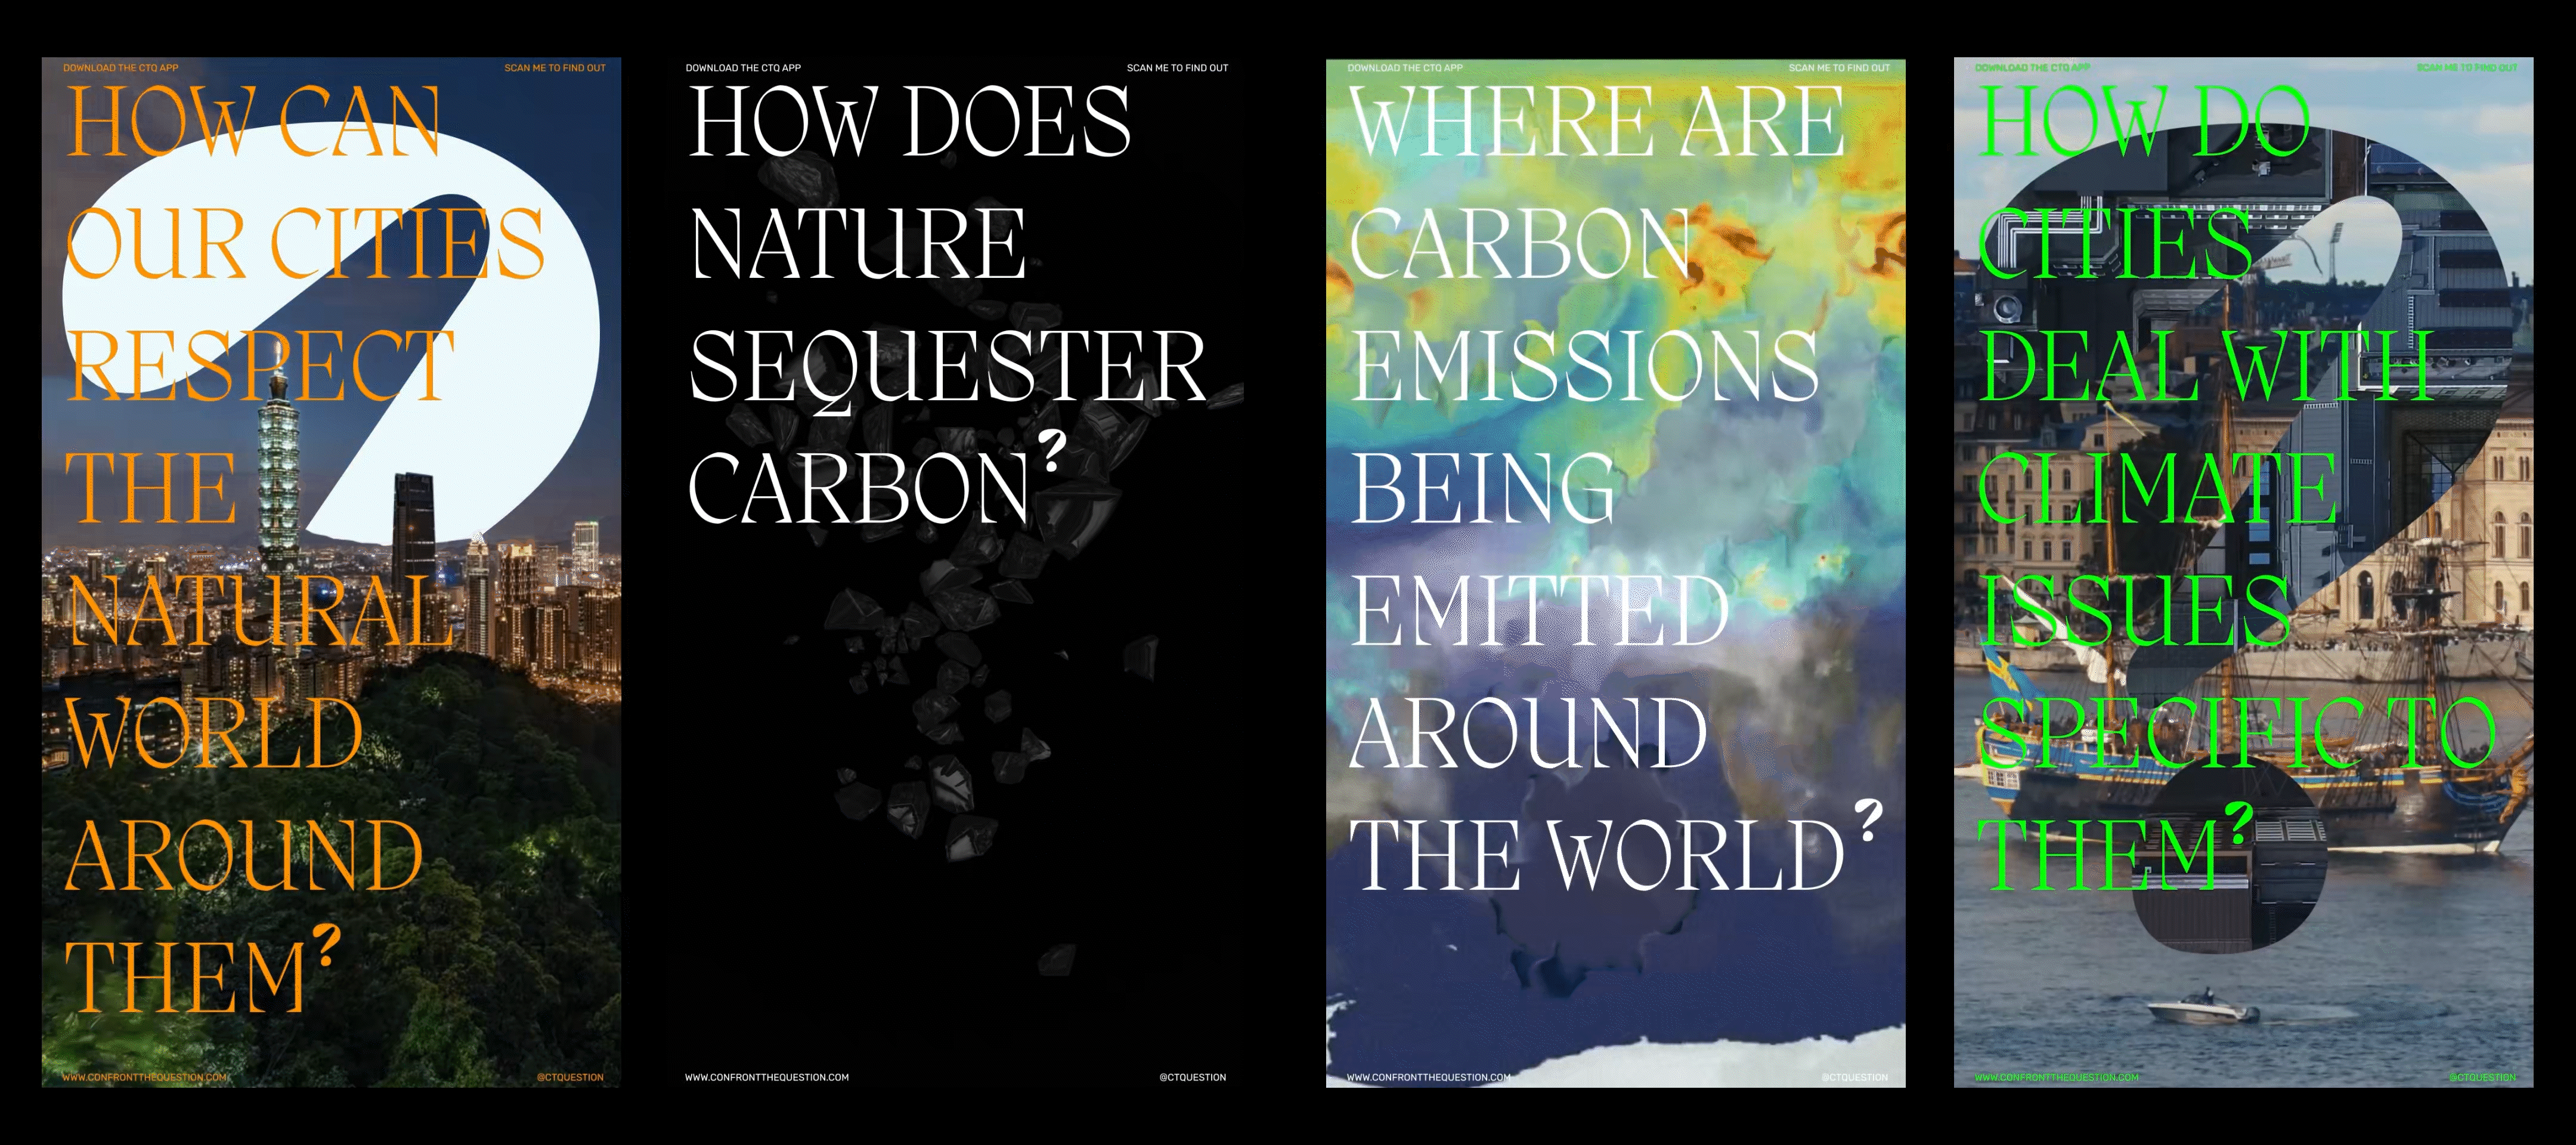 DOWNLOAD THE CTQ APP
SCAN ME TO FIND OUT
HOW CAN
OUR CITIES
RESPECT
THE
NATURAL
WORLD
AROUND
THEM?
WWW.CONFRONTTHEQUESTION.COM
@CTQUESTION
DOWNLOAD THE CTQ APP
SCAN ME TO FIND OUT
HOW DOES
NATURE
SEQUESTER
CARBON?
WWW.CONFRONTTHEQUESTION.COM
@CTQUESTION
DOWNLOAD THE CTQ APP
SCAN ME TO FIND OUT
WHERE ARE
CARBON
EMISSIONS
BEING
EMITTED
AROUND
THE WORLD?
WWW.CONFRONTTHEQUESTION.COM
@CTQUESTION
DOWNLOAD THE CTQ APP
SCAN ME TO FIND OUT
HOW DO
CITIES
DEAL WITH
CLIMATE
ISSUES
SPECIFIC TO
THEM?
WWW.CONFRONTTHEQUESTION.COM
@CTQUESTION